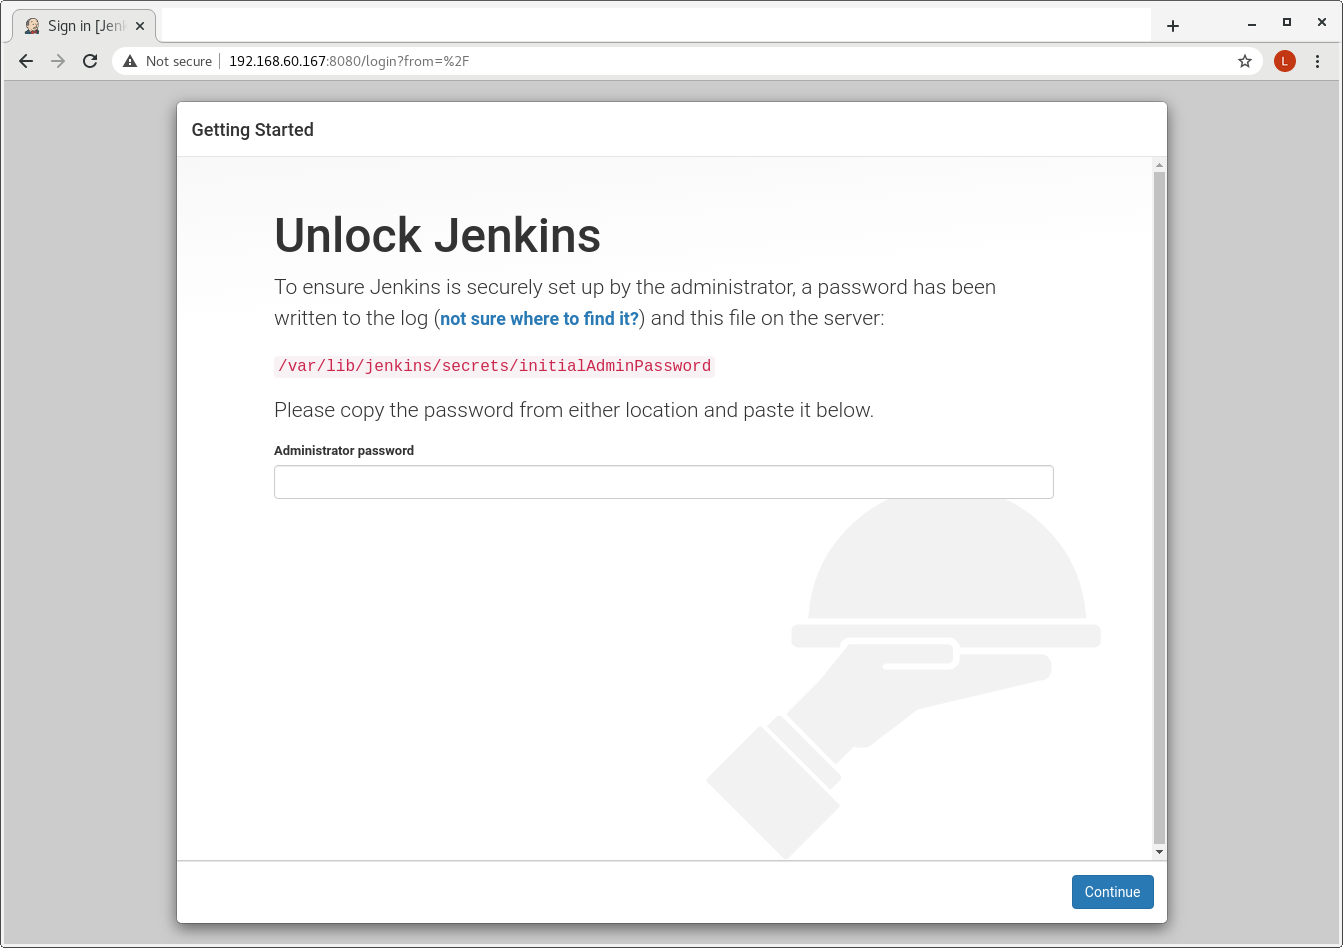 Sign in [Jenk
Not secure
192.168.60.167:8080/login?from=%2F
L
Getting Started
Unlock Jenkins
To ensure Jenkins is securely set up by the administrator, a password has been
written to the log (not sure where to find it?) and this file on the server:
/var/lib/jenkins/secrets/initialAdminPassword
Please copy the password from either location and paste it below.
Administrator password
Continue